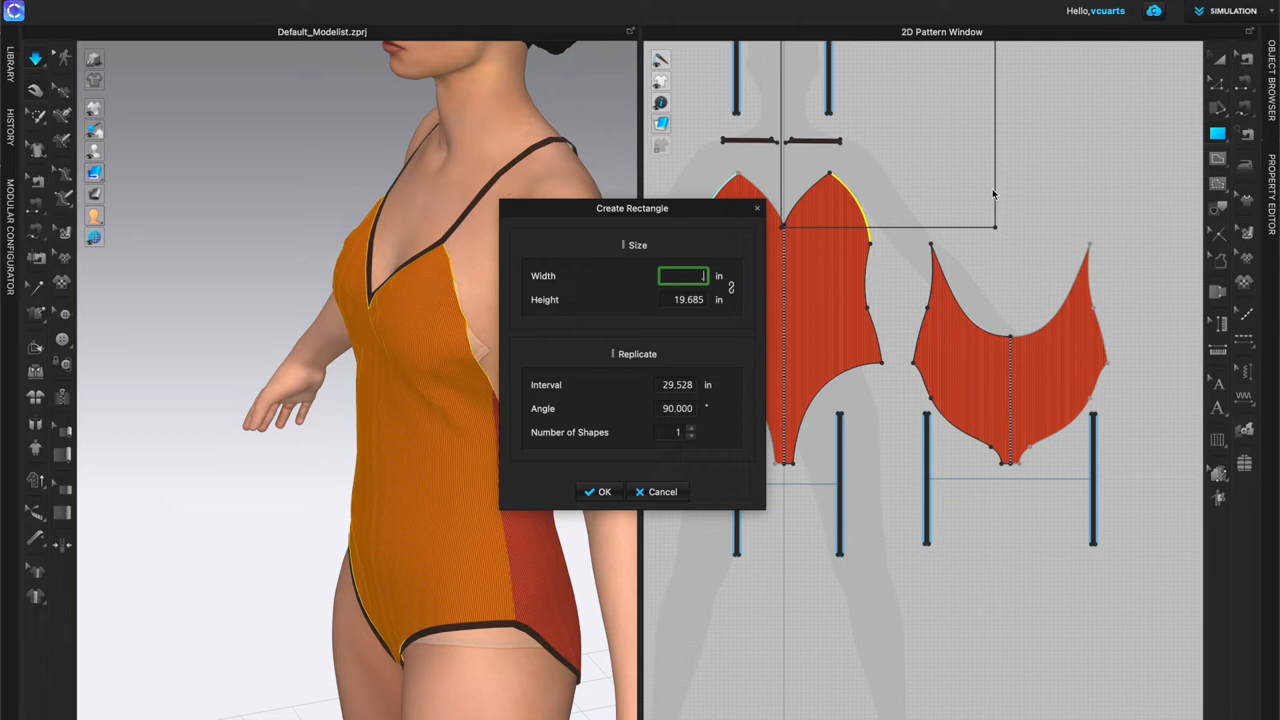 Hello,vcuarts
SIMULATION
Default_Modelist.zprj
2D Pattern Window
LIBRARY
HISTORY
MODULAR CONFIGURATOR
OBJECT BROWSER
PROPERTY EDITOR
Create Rectangle
Size
Width . in
Height 19.685 in
Replicate
Interval 29.528 in
Angle 90.000 °
Number of Shapes 1
OK Cancel